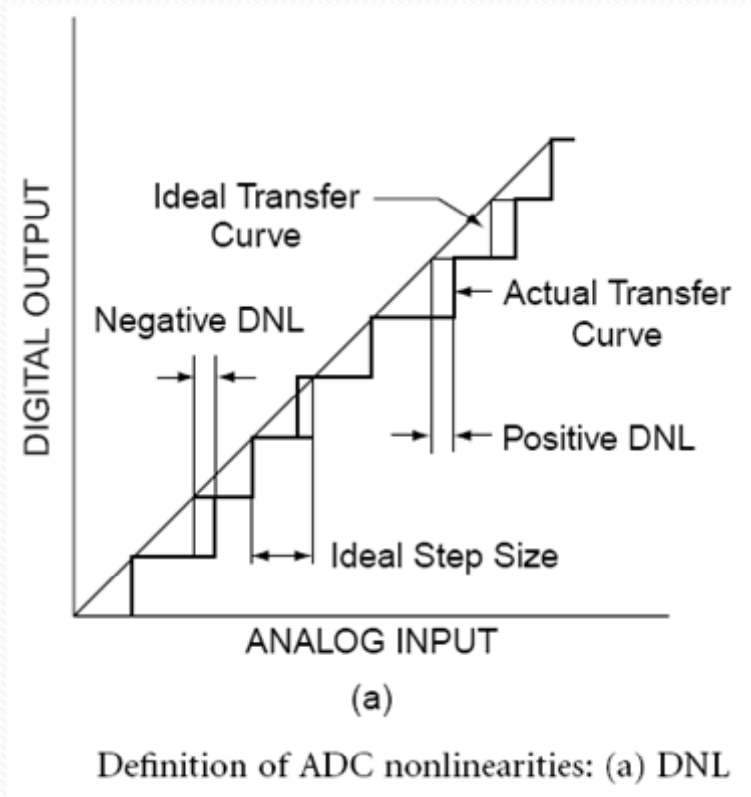 Ideal Transfer
Curve
Negative DNL
Actual Transfer
Curve
Positive DNL
Ideal Step Size
DIGITAL OUTPUT
ANALOG INPUT
(a)
Definition of ADC nonlinearities: (a) DNL